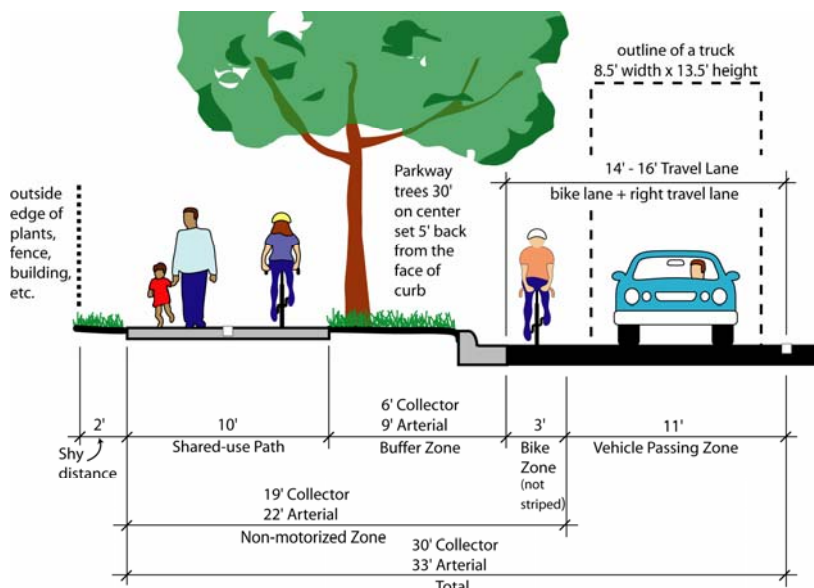 outline of a truck
8.5' width x 13.5' height
14' - 16' Travel Lane
bike lane + right travel lane
Parkway
trees 30'
on center
set 5' back
from the
face of
curb
outside
edge of
plants,
fence,
building,
etc.
2'
Shy
distance
10'
Shared-use Path
6' Collector
9' Arterial
Buffer Zone
3'
Bike
Zone
(not
striped)
11'
Vehicle Passing Zone
19' Collector
22' Arterial
Non-motorized Zone
30' Collector
33' Arterial
Total